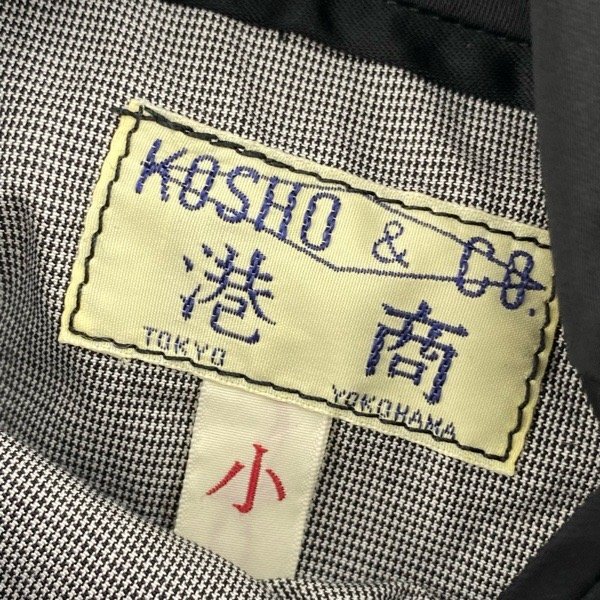 KOSHO & CO.
港商
TOKYO YOKOHAMA
小